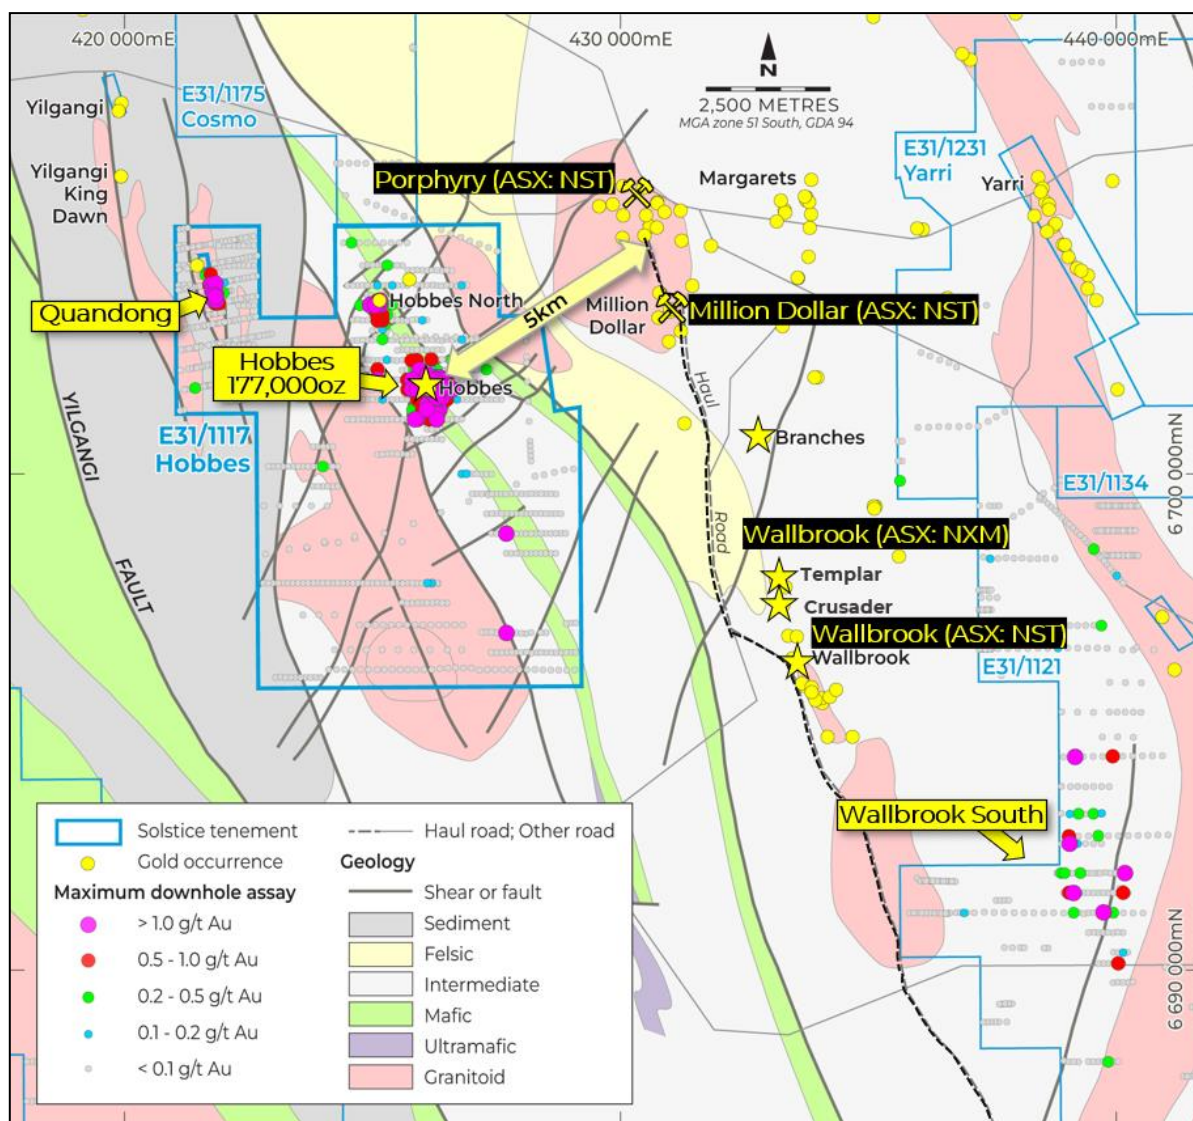 420 000mE
430 000mE
440 000mE
N
2,500 METRES
MGA zone 51 South, GDA 94
E31/1175
Cosmo
Yilgangi
Yilgangi
King
Dawn
Porphyry (ASX: NST)
Margarets
E31/1231
Yarri
Yarri
Quandong
Hobbes North
5km
Million
Dollar
Million Dollar (ASX: NST)
Hobbes
177,000oz
Hobbes
Haul
Road
YILGANGI
FAULT
E31/1117
Hobbes
Branches
E31/1134
6 700 000mN
Wallbrook (ASX: NXM)
Templar
Crusader
Wallbrook (ASX: NST)
Wallbrook
E31/1121
Wallbrook South
6 690 000mN
Solstice tenement
Gold occurrence
Maximum downhole assay
> 1.0 g/t Au
0.5 - 1.0 g/t Au
0.2 - 0.5 g/t Au
0.1 - 0.2 g/t Au
< 0.1 g/t Au
Haul road; Other road
Geology
Shear or fault
Sediment
Felsic
Intermediate
Mafic
Ultramafic
Granitoid